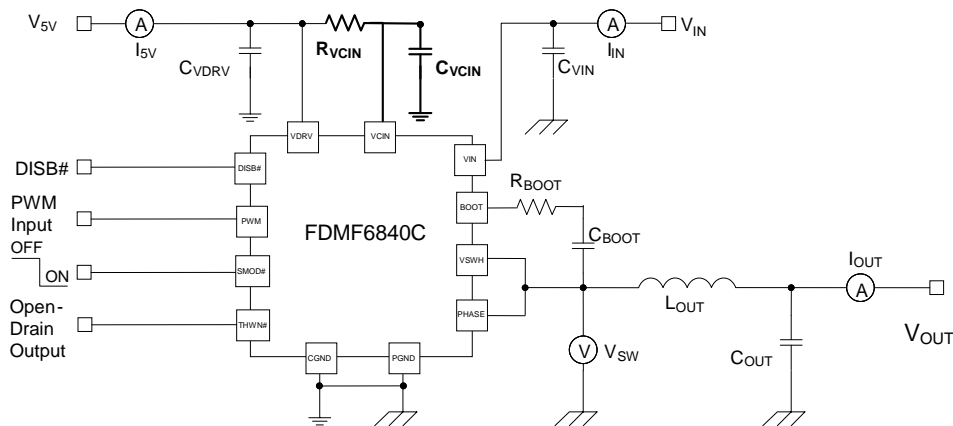 V5V
A
I5V
RVCIN
CVDRV
CVCIN
A
IIN
VIN
CVIN
VDRV
VCIN
VIN
DISB#
DISB#
RBOOT
PWM
Input
PWM
BOOT
FDMF6840C
CBOOT
OFF
ON
SMOD#
VSWH
IOUT
A
LOUT
Open-
Drain
Output
THWN#
PHASE
VOUT
V
VSW
COUT
CGND
PGND